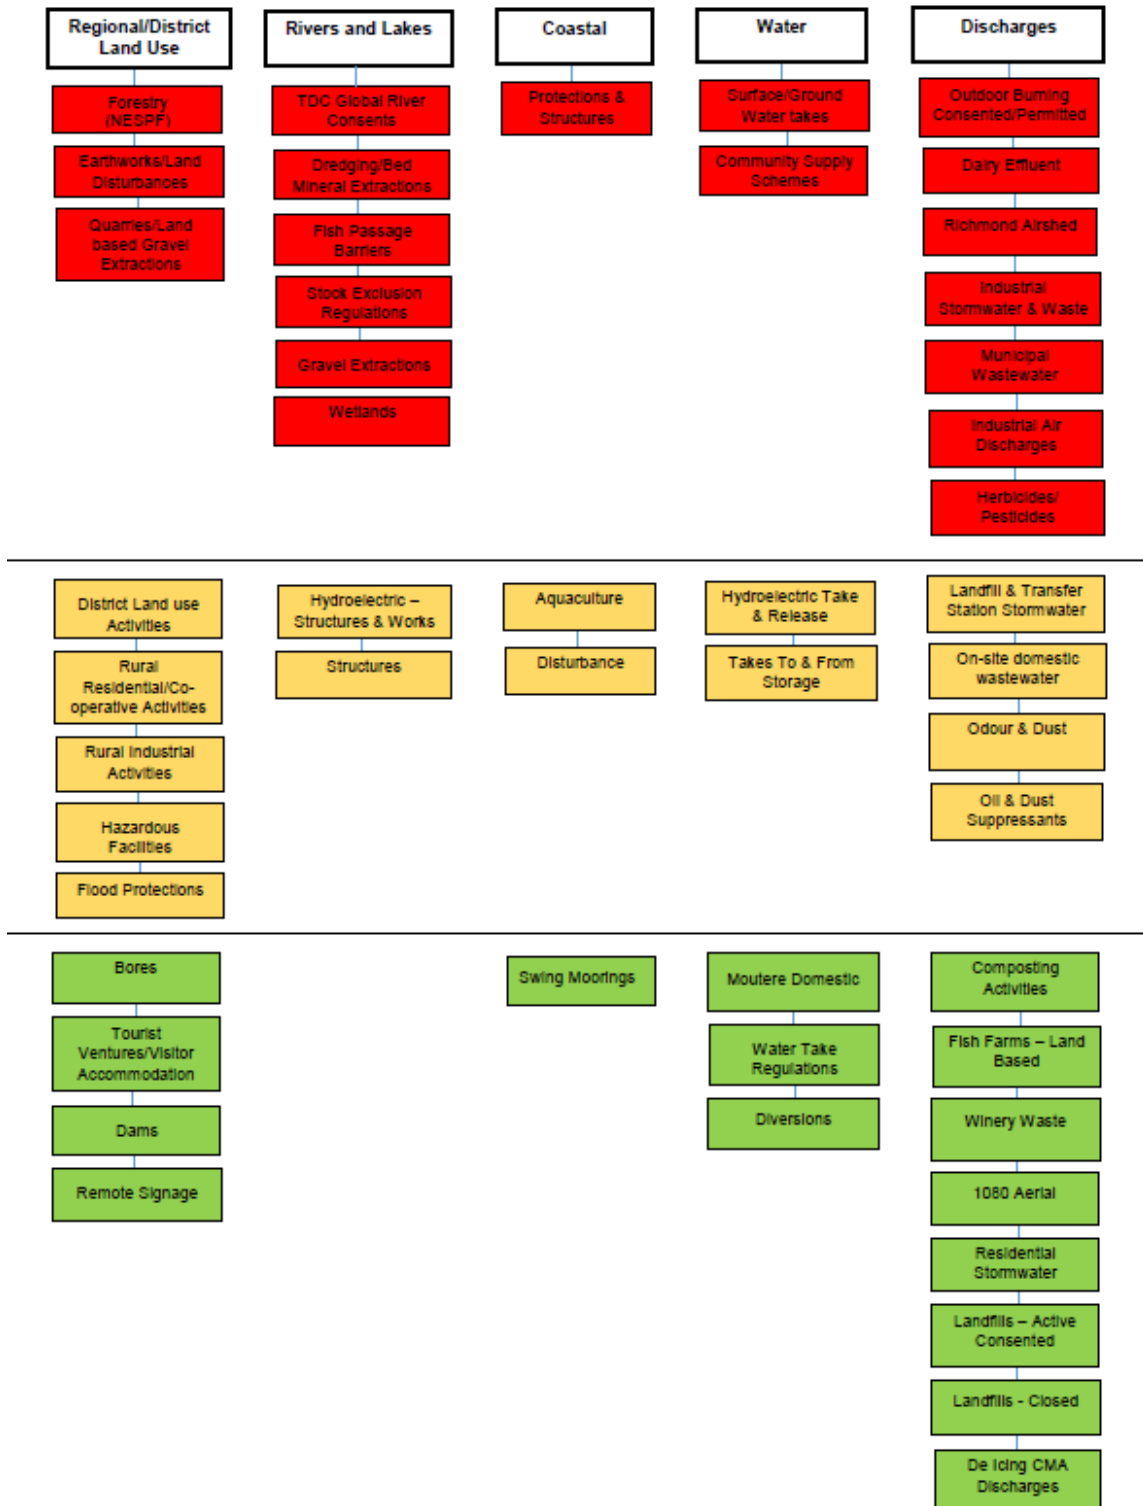 Regional/District
Land Use
Rivers and Lakes
Coastal
Water
Discharges
Forestry
(NESPF)
Earthworks/Land
Disturbances
Quarries/Land
based Gravel
Extractions
TDC Global River
Consents
Dredging/Bed
Mineral Extractions
Fish Passage
Barriers
Stock Exclusion
Regulations
Gravel Extractions
Wetlands
Protections &
Structures
Surface/Ground
Water takes
Community Supply
Schemes
Outdoor Burning
Consented/Permitted
Dairy Effluent
Richmond Airshed
Industrial
Stormwater & Waste
Municipal
Wastewater
Industrial Air
Discharges
Herbicides/
Pesticides
District Land use
Activities
Rural
Residential/Co-
operative Activities
Rural Industrial
Activities
Hazardous
Facilities
Flood Protections
Hydroelectric –
Structures & Works
Structures
Aquaculture
Disturbance
Hydroelectric Take
& Release
Takes To & From
Storage
Landfill & Transfer
Station Stormwater
On-site domestic
wastewater
Odour & Dust
Oil & Dust
Suppressants
Bores
Tourist
Ventures/Visitor
Accommodation
Dams
Remote Signage
Swing Moorings
Moutere Domestic
Water Take
Regulations
Diversions
Composting
Activities
Fish Farms – Land
Based
Winery Waste
1080 Aerial
Residential
Stormwater
Landfills – Active
Consented
Landfills - Closed
De Icing CMA
Discharges